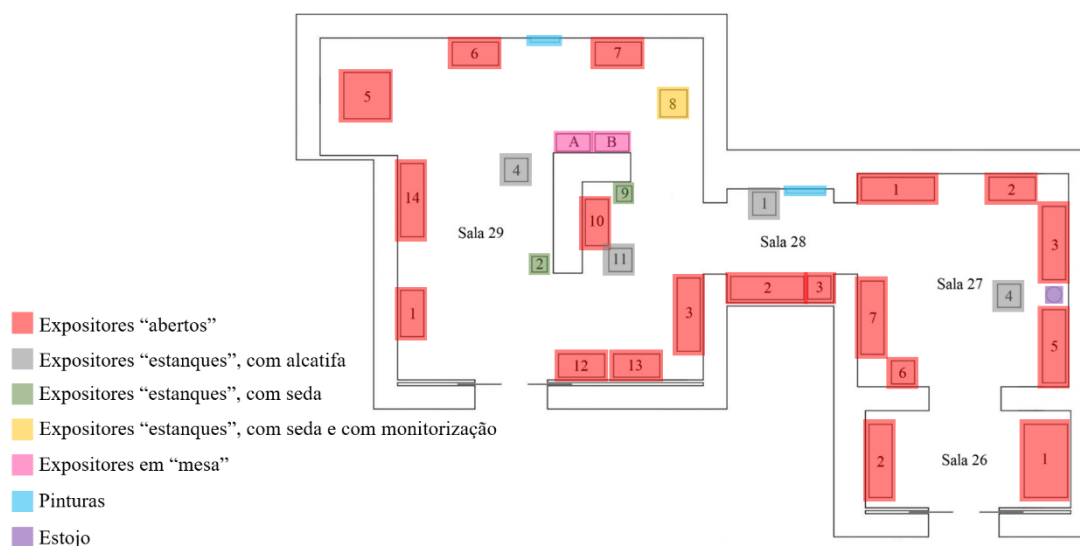 6
7
5
8
A B
4
14
9
10
Sala 29
11
2
1
3
12 13
1
Sala 28
2 3
1 2
3
Sala 27
4
7
5
6
2
Sala 26
1
Expositores “abertos”
Expositores “estanques”, com alcatifa
Expositores “estanques”, com seda
Expositores “estanques”, com seda e com monitorização
Expositores em “mesa”
Pinturas
Estojo